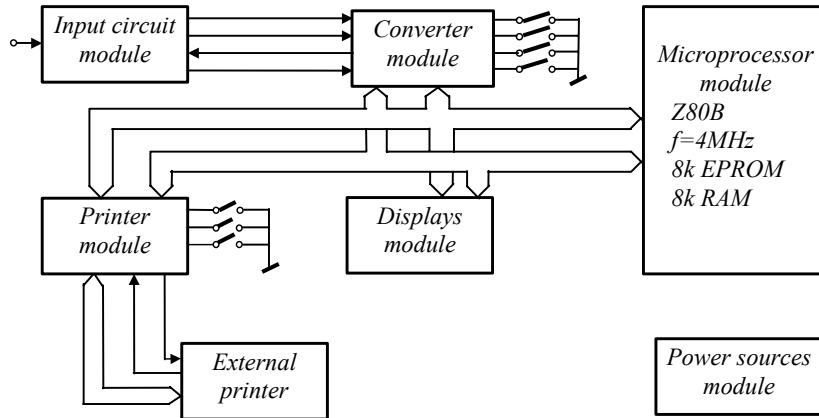 Input circuit
module
Converter
module
Microprocessor
module
Z80B
f=4MHz
8k EPROM
8k RAM
Printer
module
Displays
module
External
printer
Power sources
module